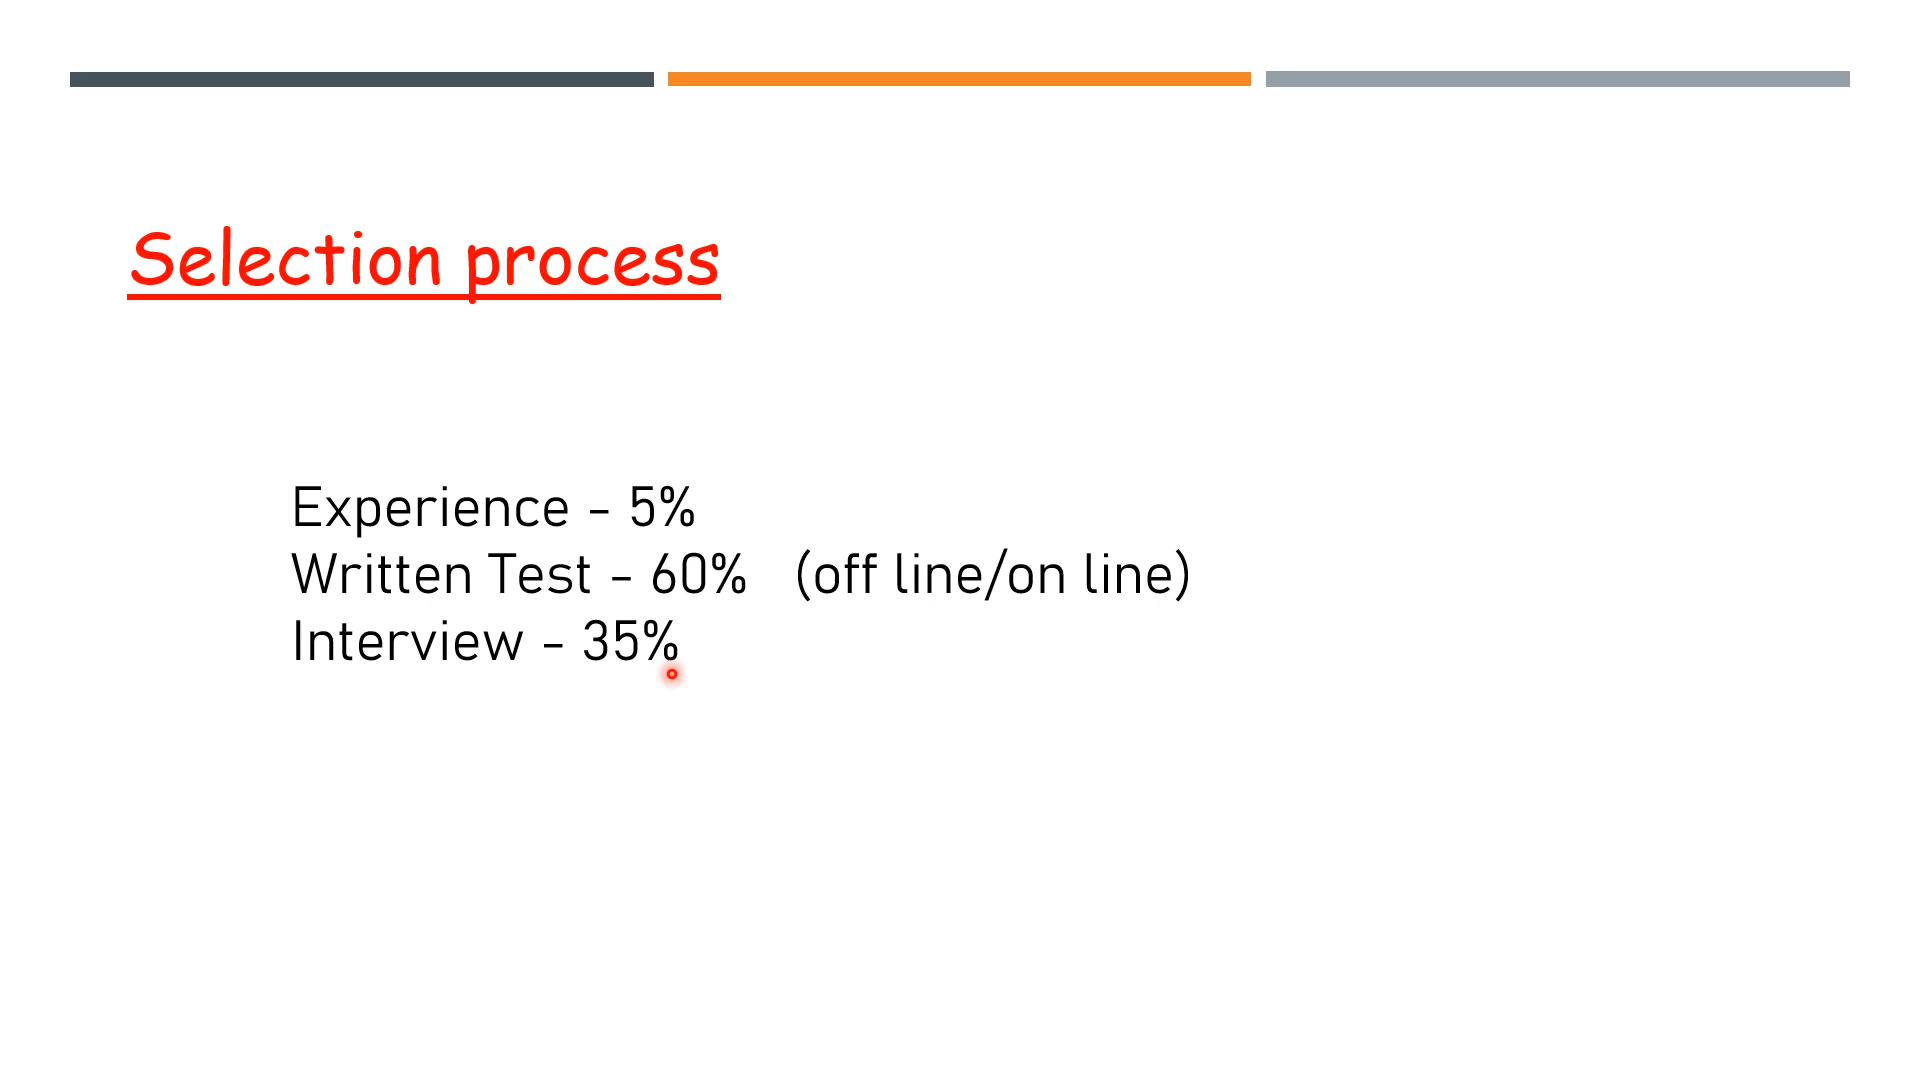 Selection process
Experience - 5%
Written Test - 60% (off line/on line)
Interview - 35%